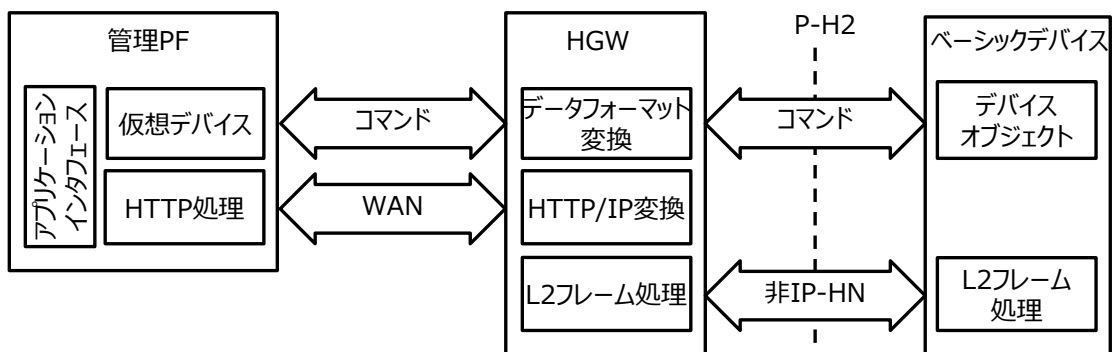 管理PF
アプリケーション
インタフェース
仮想デバイス
HTTP処理
コマンド
WAN
HGW
データフォーマット
変換
HTTP/IP変換
L2フレーム処理
P-H2
コマンド
非IP-HN
ベーシックデバイス
デバイス
オブジェクト
L2フレーム
処理